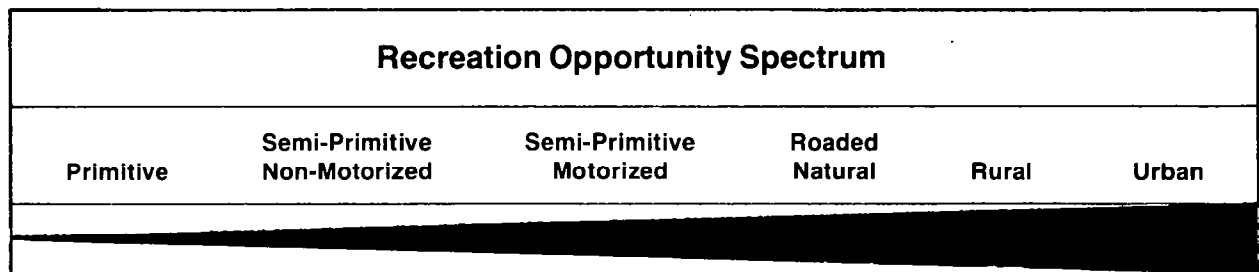 Recreation Opportunity Spectrum
Primitive
Semi-Primitive
Non-Motorized
Semi-Primitive
Motorized
Roaded
Natural
Rural
Urban